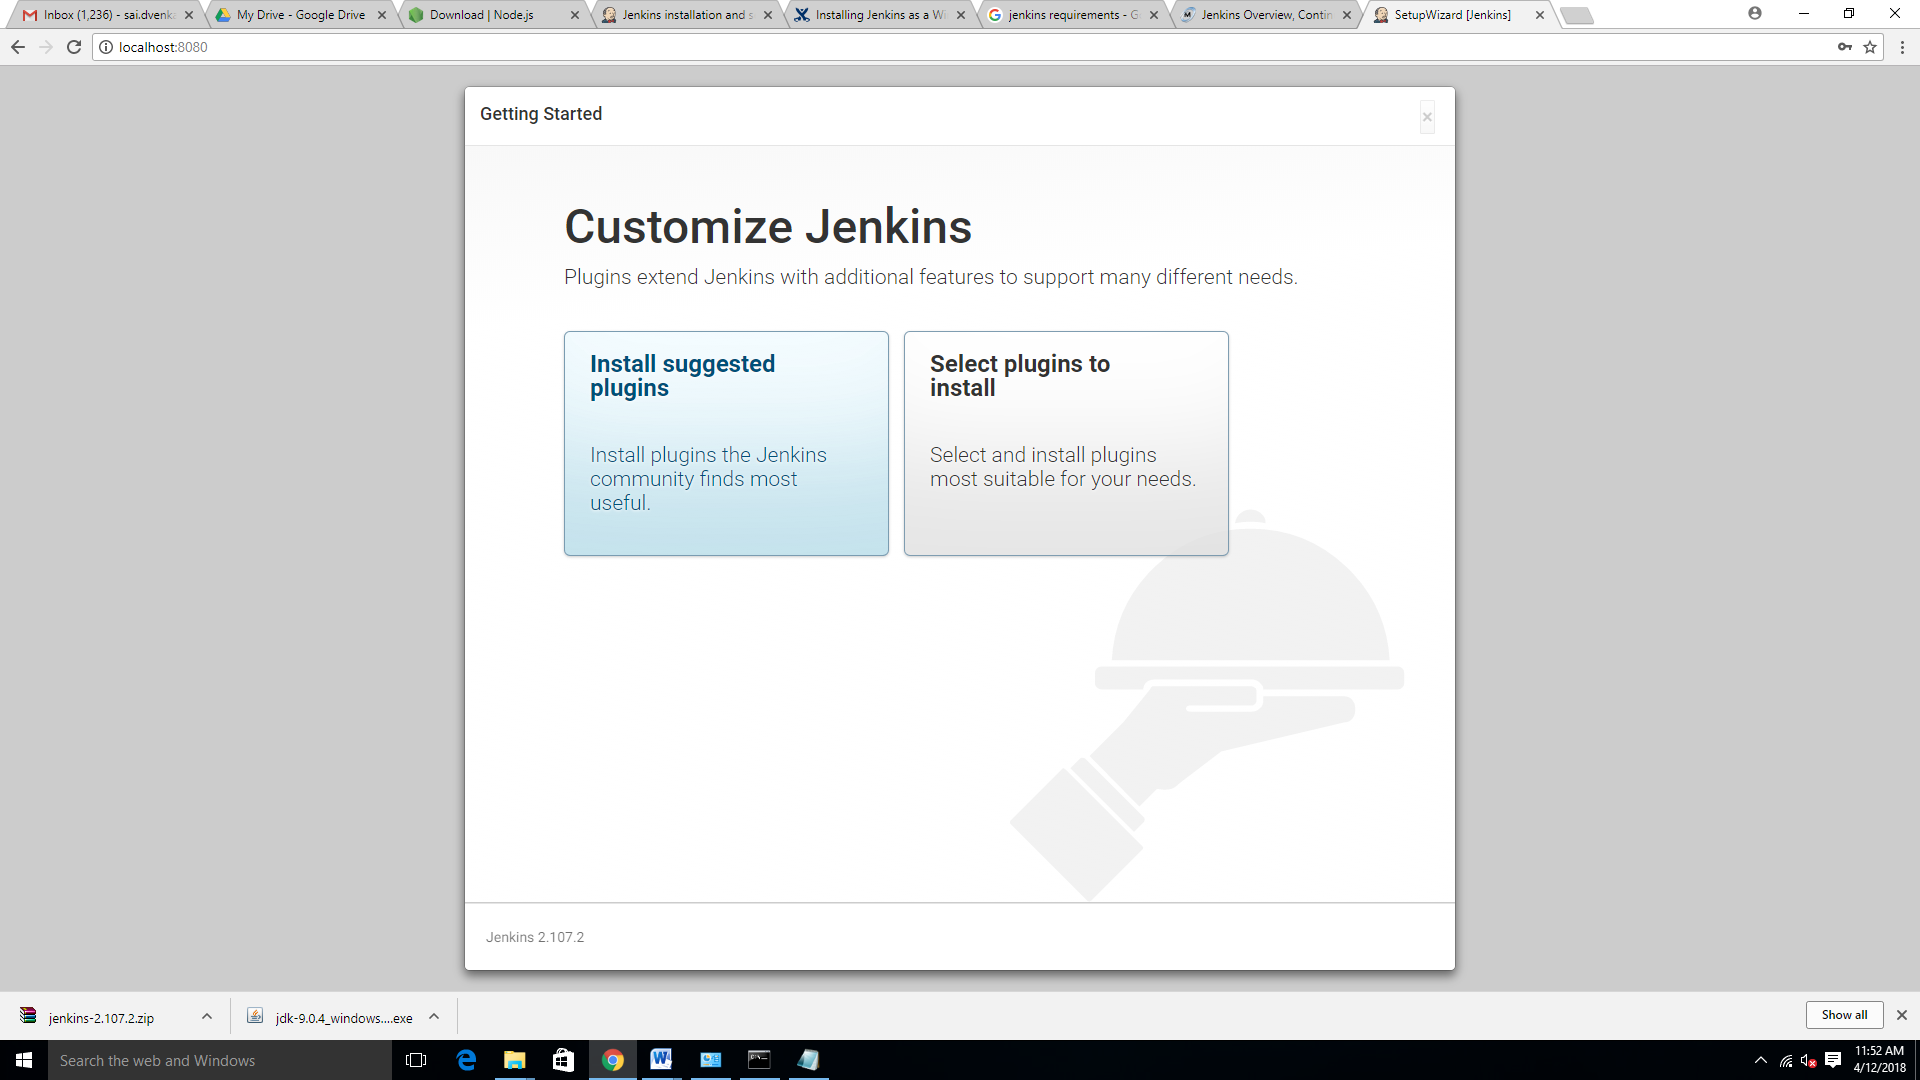 Inbox (1,236) - sai.dvenk
My Drive - Google Drive
Download | Node.js
Jenkins installation and s
Installing Jenkins as a Wi
jenkins requirements - G
Jenkins Overview, Contin
SetupWizard [Jenkins]
localhost:8080
Getting Started
×
Customize Jenkins
Plugins extend Jenkins with additional features to support many different needs.
Install suggested
plugins
Install plugins the Jenkins
community finds most
useful.
Select plugins to
install
Select and install plugins
most suitable for your needs.
Jenkins 2.107.2
jenkins-2.107.2.zip
jdk-9.0.4_windows....exe
Show all
Search the web and Windows
11:52 AM
4/12/2018